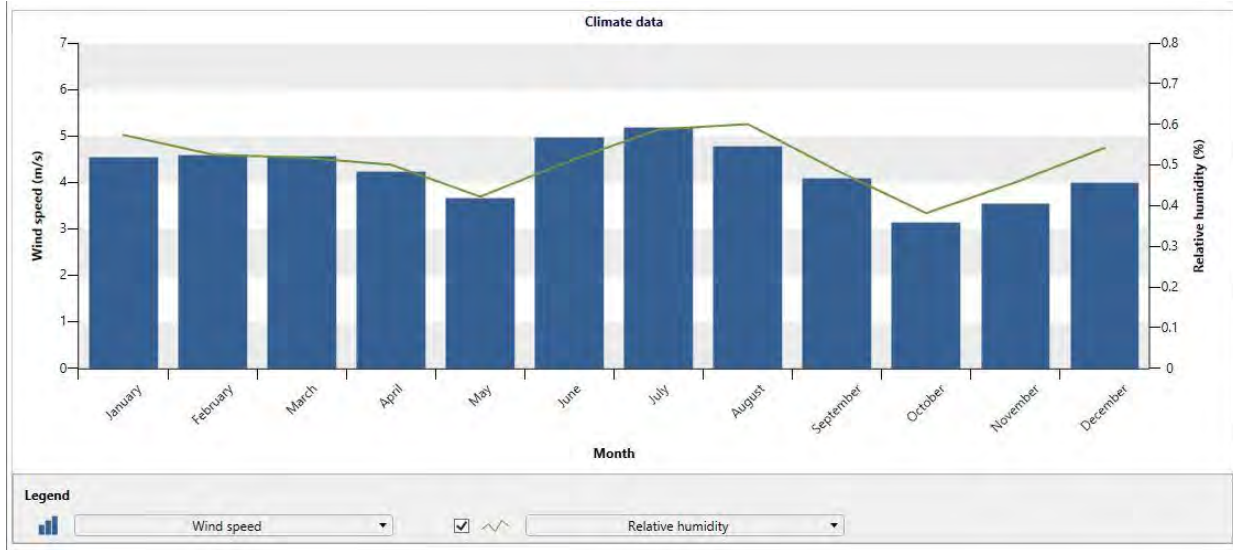 Climate data
Wind speed (m/s)
7
6
5
4
3
2
1
0
Relative humidity (%)
0.8
0.7
0.6
0.5
0.4
0.3
0.2
0.1
0
January
February
March
April
May
June
July
August
September
October
November
December
Month
Legend
Wind speed
Relative humidity